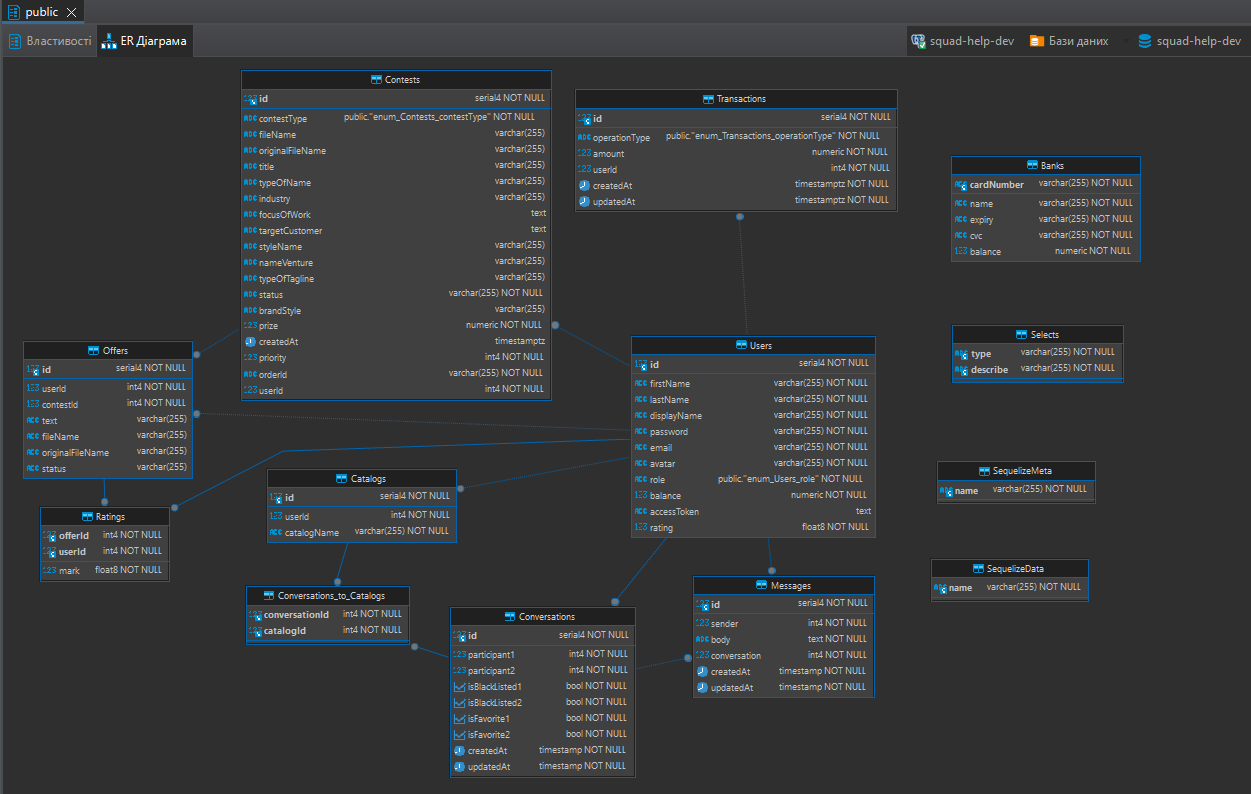 public
Властивості
ER Діаграма
squad-help-dev
Бази даних
squad-help-dev
Contests
id serial4 NOT NULL
contestType public."enum_Contests_contestType" NOT NULL
fileName varchar(255)
originalFileName varchar(255)
title varchar(255)
typeOfName varchar(255)
industry varchar(255)
focusOfWork text
targetCustomer text
styleName varchar(255)
nameVenture varchar(255)
typeOfTagline varchar(255)
status varchar(255) NOT NULL
brandStyle varchar(255)
prize numeric NOT NULL
createdAt timestamptz
priority int4 NOT NULL
orderId varchar(255) NOT NULL
userId int4 NOT NULL
Transactions
id serial4 NOT NULL
operationType public."enum_Transactions_operationType" NOT NULL
amount numeric NOT NULL
userId int4 NOT NULL
createdAt timestamptz NOT NULL
updatedAt timestamptz NOT NULL
Banks
cardNumber varchar(255) NOT NULL
name varchar(255) NOT NULL
expiry varchar(255) NOT NULL
cvc varchar(255) NOT NULL
balance numeric NOT NULL
Offers
id serial4 NOT NULL
userId int4 NOT NULL
contestId int4 NOT NULL
text varchar(255)
fileName varchar(255)
originalFileName varchar(255)
status varchar(255)
Users
id serial4 NOT NULL
firstName varchar(255) NOT NULL
lastName varchar(255) NOT NULL
displayName varchar(255) NOT NULL
password varchar(255) NOT NULL
email varchar(255) NOT NULL
avatar varchar(255) NOT NULL
role public."enum_Users_role" NOT NULL
balance numeric NOT NULL
accessToken text
rating float8 NOT NULL
Selects
type varchar(255) NOT NULL
describe varchar(255) NOT NULL
Catalogs
id serial4 NOT NULL
userId int4 NOT NULL
catalogName varchar(255) NOT NULL
SequelizeMeta
name varchar(255) NOT NULL
Ratings
offerId int4 NOT NULL
userId int4 NOT NULL
mark float8 NOT NULL
SequelizeData
name varchar(255) NOT NULL
Conversations_to_Catalogs
conversationId int4 NOT NULL
catalogId int4 NOT NULL
Conversations
id serial4 NOT NULL
participant1 int4 NOT NULL
participant2 int4 NOT NULL
isBlackListed1 bool NOT NULL
isBlackListed2 bool NOT NULL
isFavorite1 bool NOT NULL
isFavorite2 bool NOT NULL
createdAt timestamp NOT NULL
updatedAt timestamp NOT NULL
Messages
id serial4 NOT NULL
sender int4 NOT NULL
body text NOT NULL
conversation int4 NOT NULL
createdAt timestamp NOT NULL
updatedAt timestamp NOT NULL